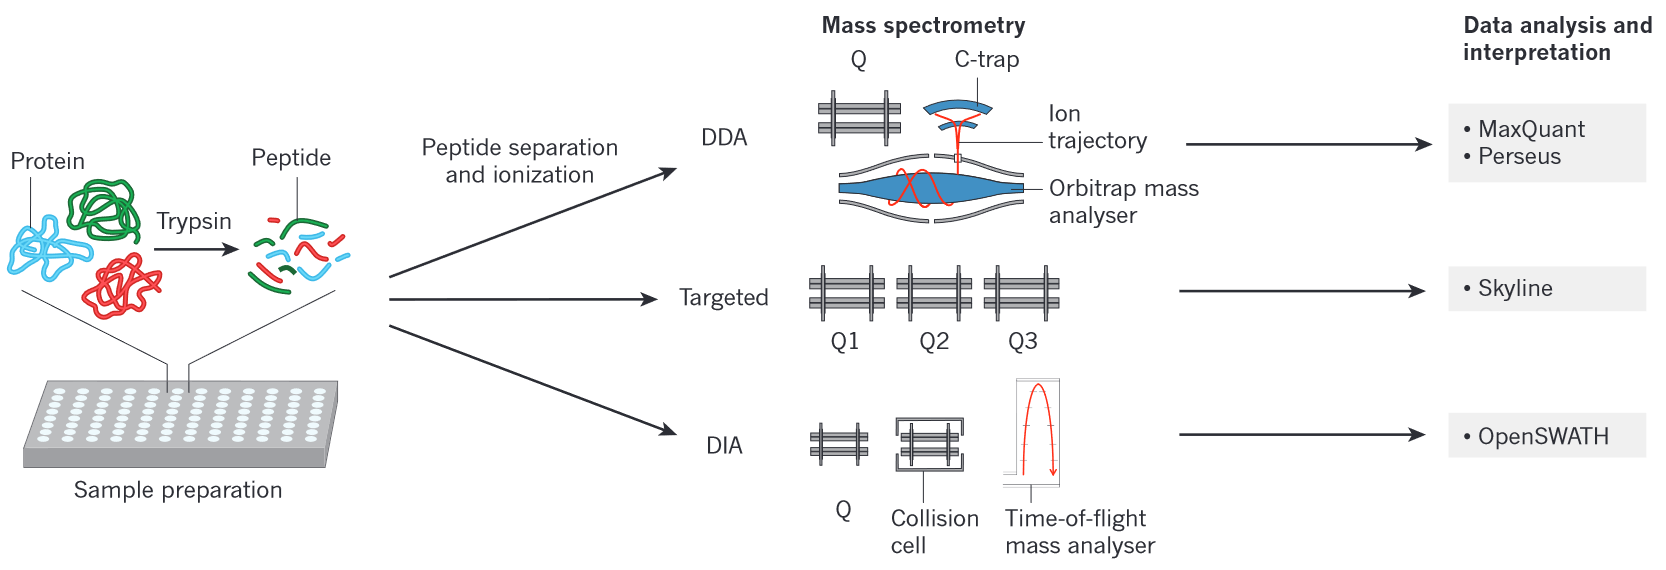 Mass spectrometry
Data analysis and
interpretation
Protein
Peptide
Trypsin
Sample preparation
Peptide separation
and ionization
DDA
Q
C-trap
Ion
trajectory
Orbitrap mass
analyser
• MaxQuant
• Perseus
Targeted
Q1
Q2
Q3
• Skyline
DIA
Q
Collision
cell
Time-of-flight
mass analyser
• OpenSWATH